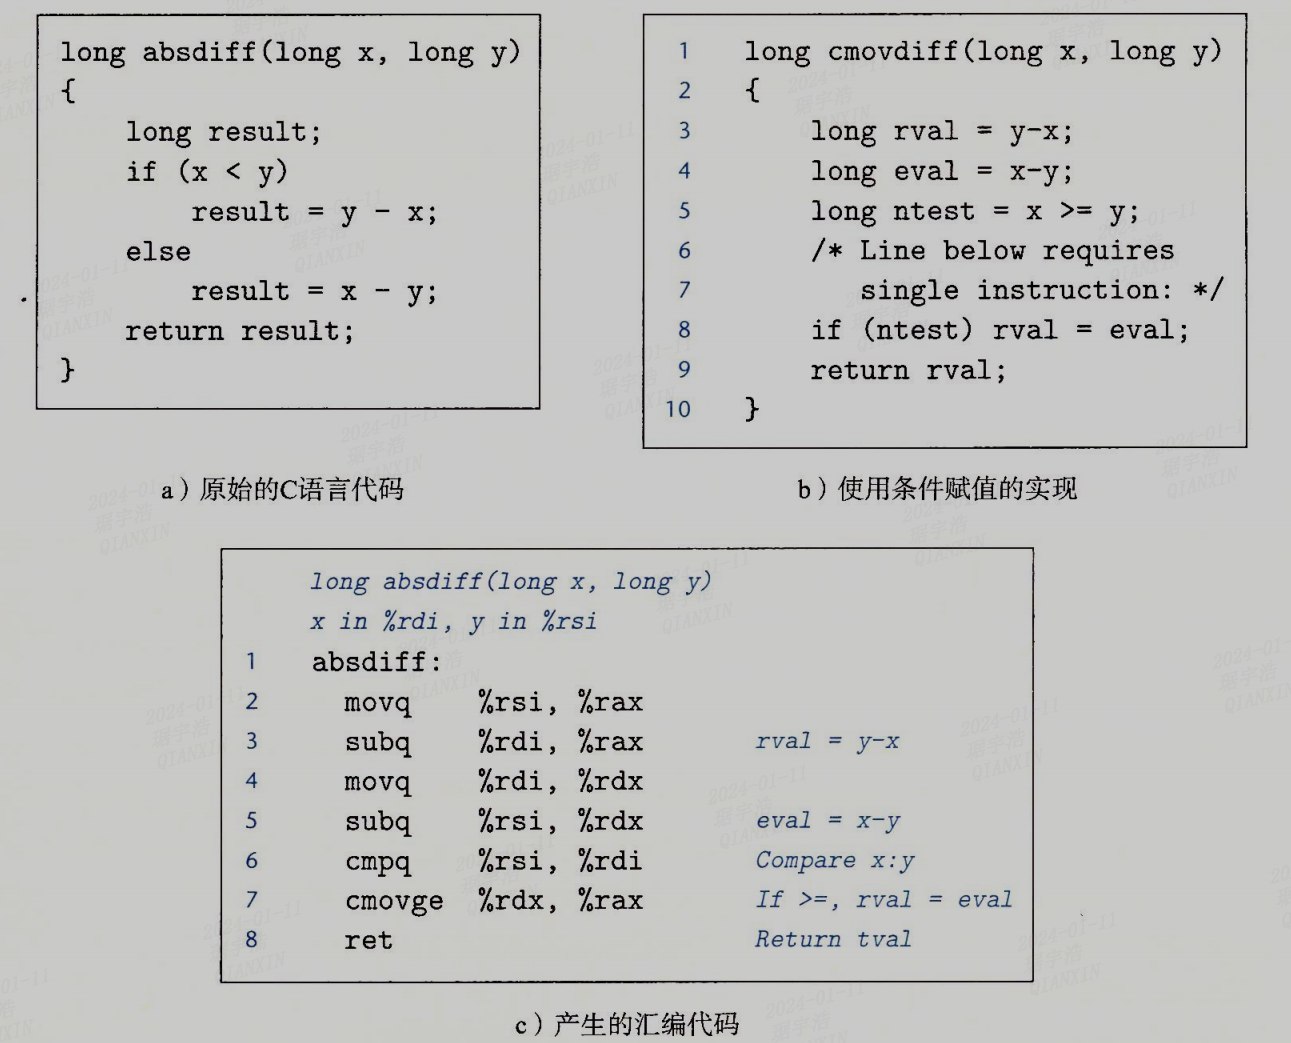 long absdiff(long x, long y)
{
    long result;
    if (x < y)
        result = y - x;
    else
        result = x - y;
    return result;
}
a）原始的C语言代码
1 long cmovdiff(long x, long y)
2 {
3     long rval = y-x;
4     long eval = x-y;
5     long ntest = x >= y;
6     /* Line below requires
7        single instruction: */
8     if (ntest) rval = eval;
9     return rval;
10 }
b）使用条件赋值的实现
long absdiff(long x, long y)
x in %rdi, y in %rsi
1 absdiff:
2   movq    %rsi, %rax
3   subq    %rdi, %rax    rval = y-x
4   movq    %rdi, %rdx
5   subq    %rsi, %rdx    eval = x-y
6   cmpq    %rsi, %rdi    Compare x:y
7   cmovge  %rdx, %rax    If >=, rval = eval
8   ret    Return tval
c）产生的汇编代码